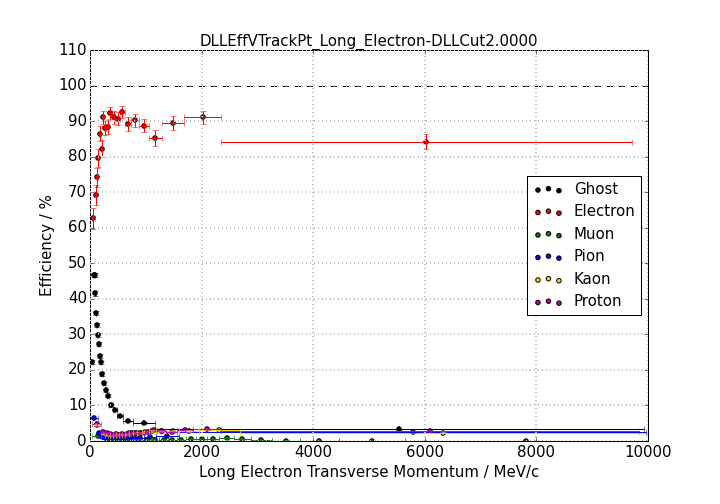 DLLEffVTrackPt_Long_Electron-DLLCut2.0000
110
100
90
80
70
60
50
40
30
20
10
0
Efficiency / %
Ghost
Electron
Muon
Pion
Kaon
Proton
0 2000 4000 6000 8000 10000
Long Electron Transverse Momentum / MeV/c